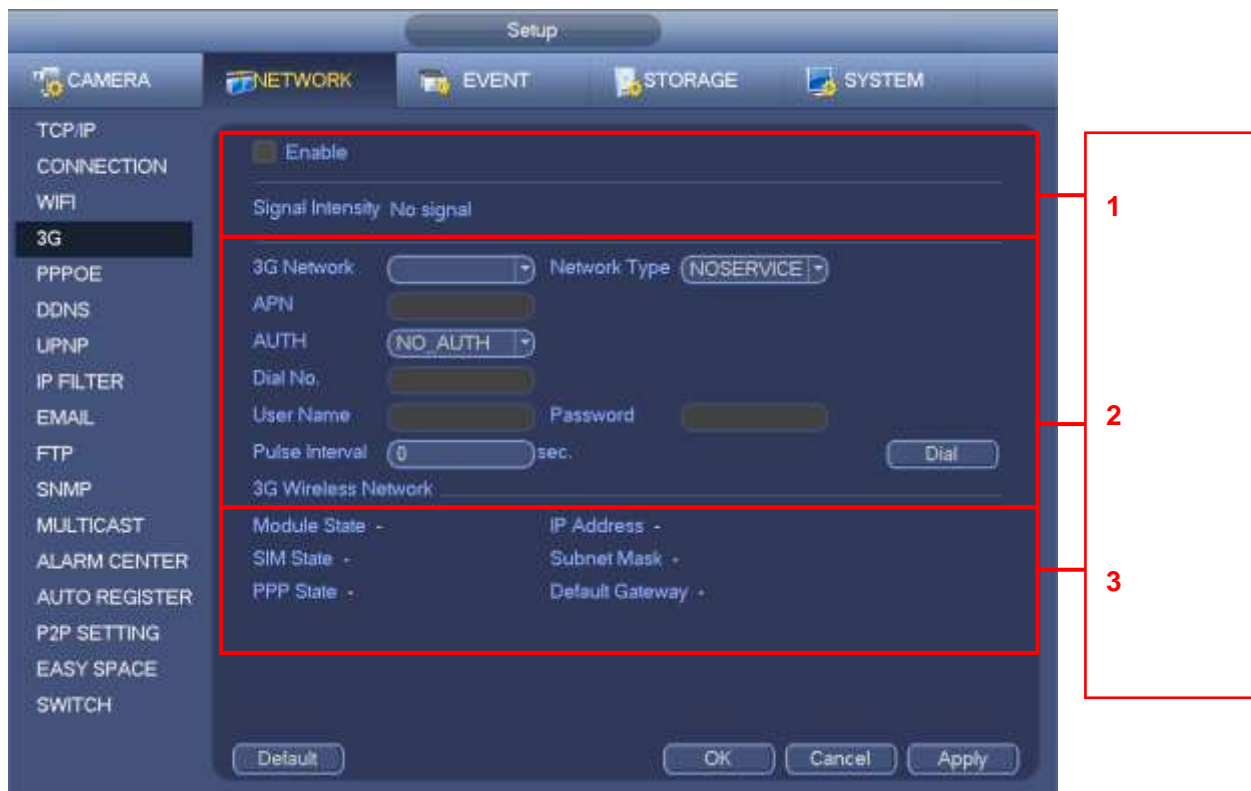 Setup
CAMERA NETWORK EVENT STORAGE SYSTEM
TCP/IP
CONNECTION
WIFI
3G
PPPOE
DDNS
UPNP
IP FILTER
EMAIL
FTP
SNMP
MULTICAST
ALARM CENTER
AUTO REGISTER
P2P SETTING
EASY SPACE
SWITCH
Enable
Signal Intensity No signal
3G Network Network Type NOSERVICE
APN
AUTH NO_AUTH
Dial No.
User Name Password
Pulse Interval 0 sec. Dial
3G Wireless Network
Module State - IP Address -
SIM State - Subnet Mask -
PPP State - Default Gateway -
Default OK Cancel Apply
1
2
3